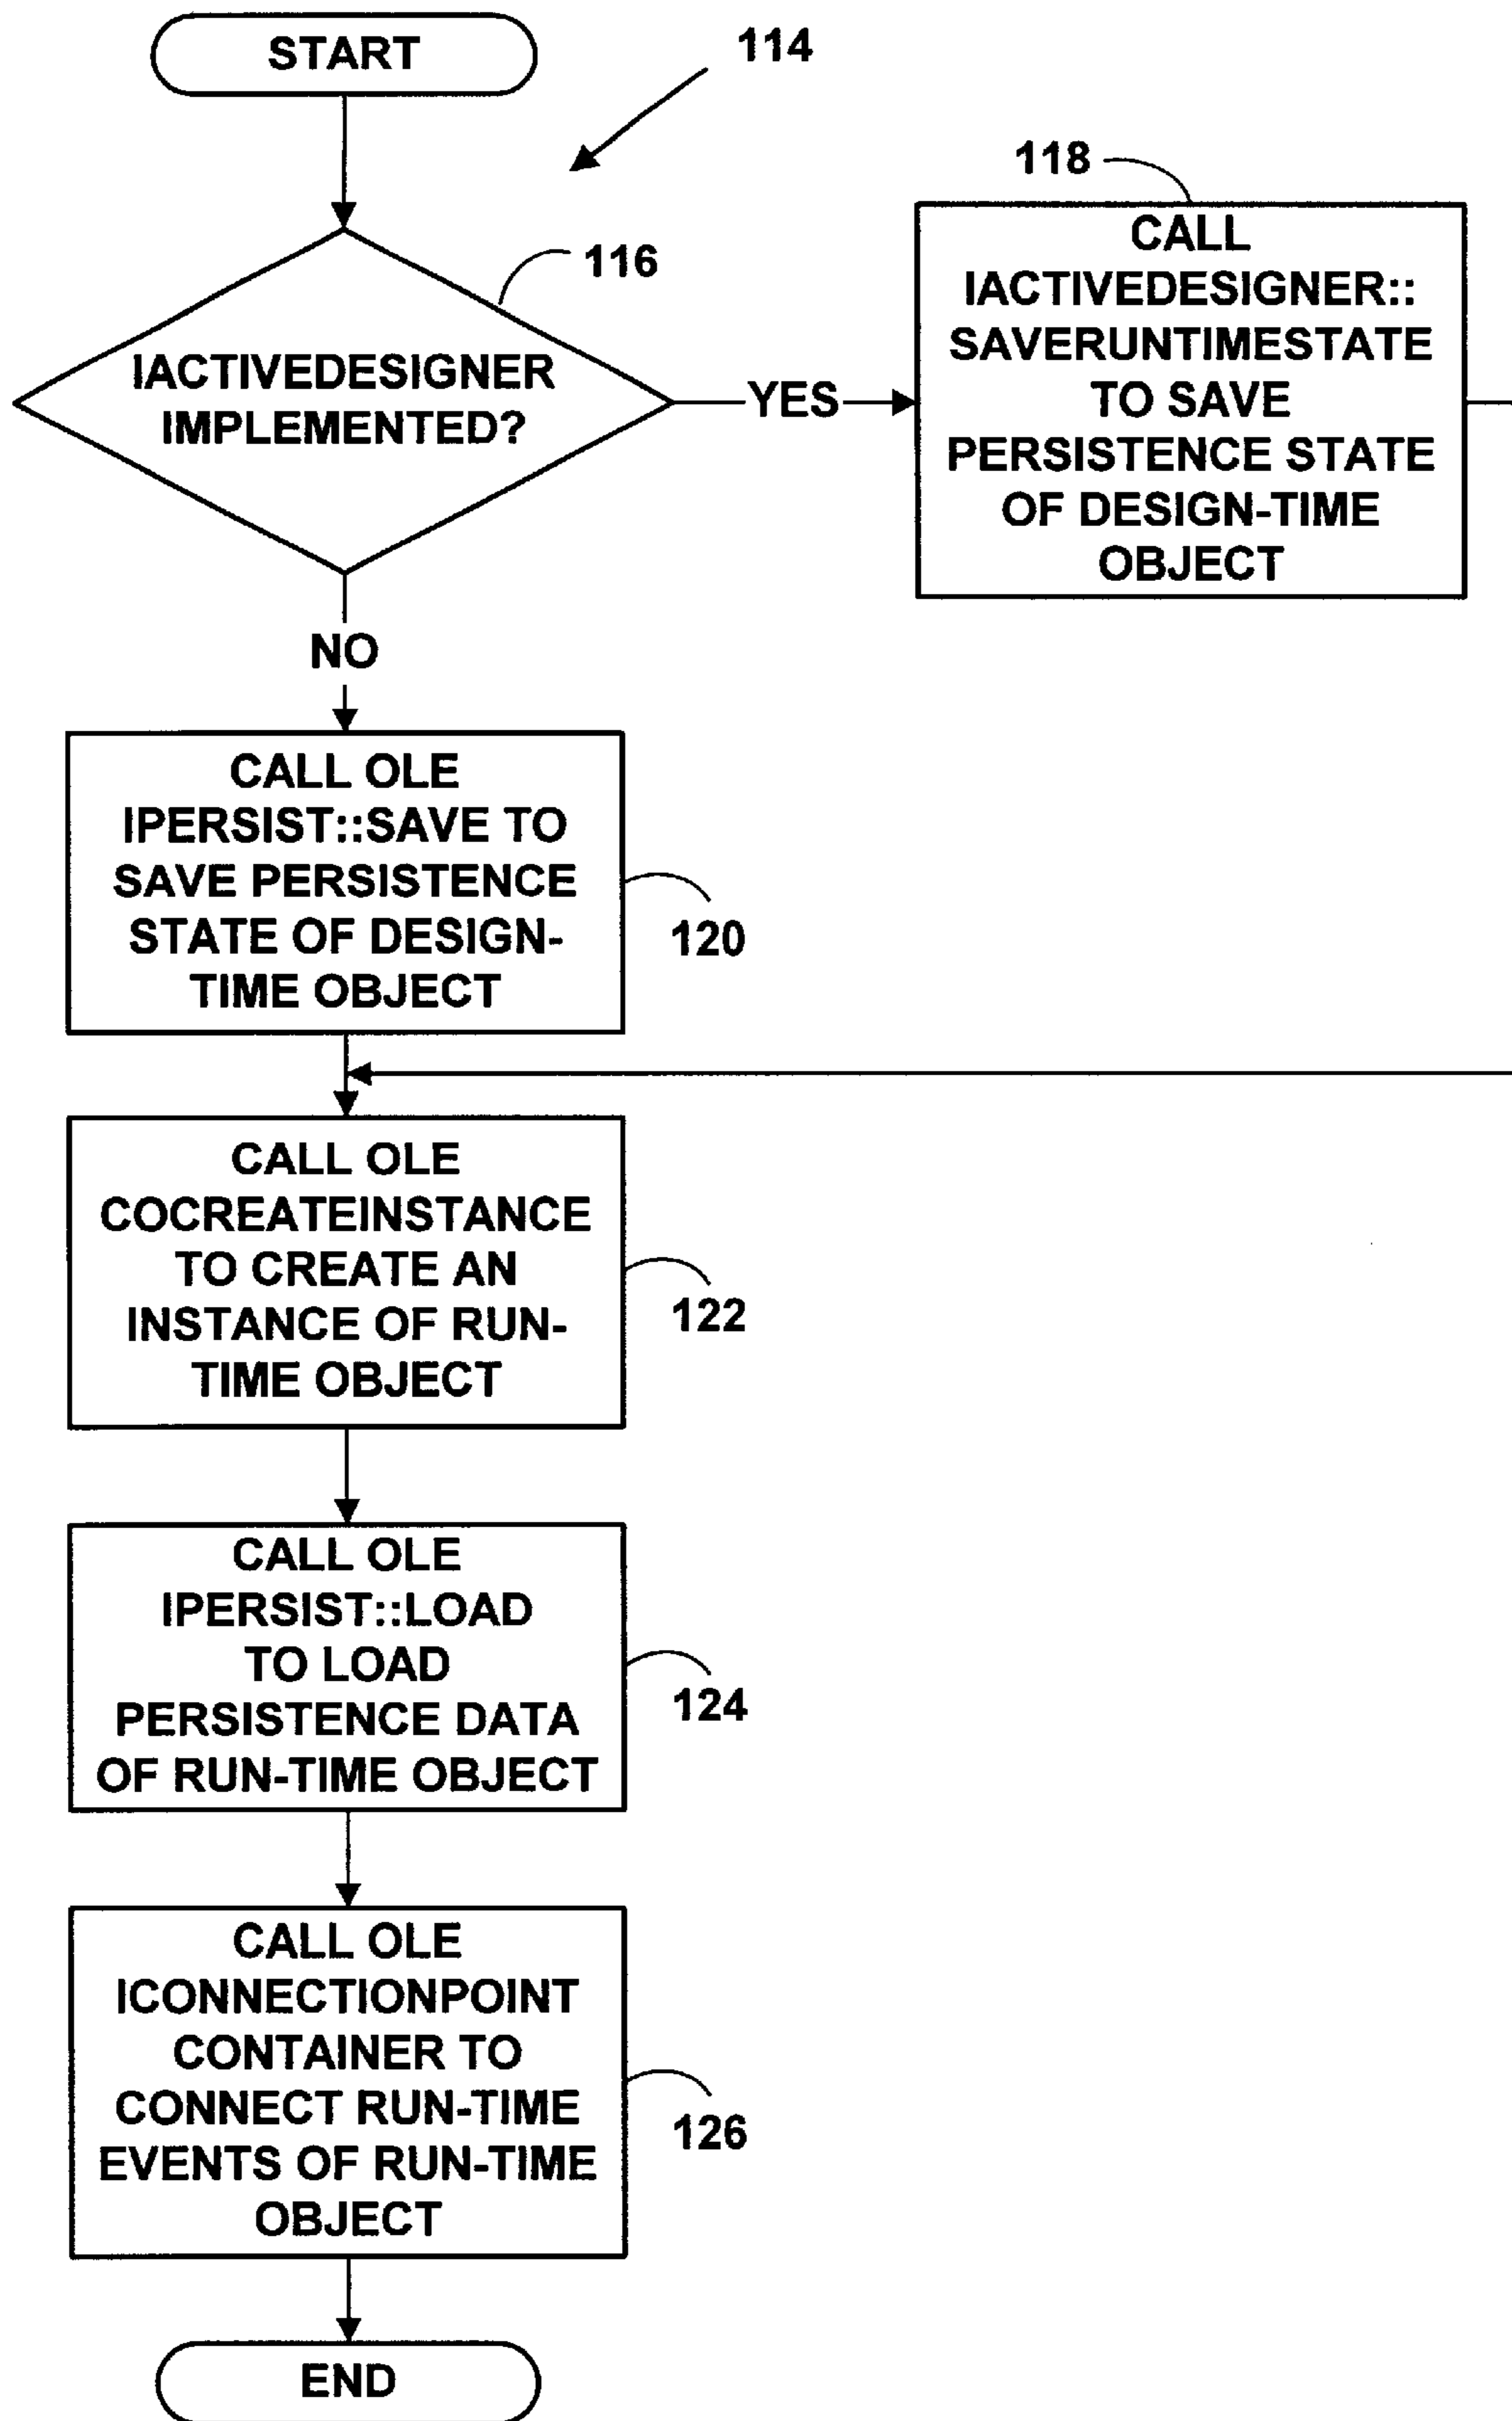 START
114
118
116
IACTIVEDESIGNER
IMPLEMENTED?
YES
CALL
IACTIVEDESIGNER::
SAVERUNTIMESTATE
TO SAVE
PERSISTENCE STATE
OF DESIGN-TIME
OBJECT
NO
CALL OLE
IPERSIST::SAVE TO
SAVE PERSISTENCE
STATE OF DESIGN-
TIME OBJECT
120
CALL OLE
COCREATEINSTANCE
TO CREATE AN
INSTANCE OF RUN-
TIME OBJECT
122
CALL OLE
IPERSIST::LOAD
TO LOAD
PERSISTENCE DATA
OF RUN-TIME OBJECT
124
CALL OLE
ICONNECTIONPOINT
CONTAINER TO
CONNECT RUN-TIME
EVENTS OF RUN-TIME
OBJECT
126
END